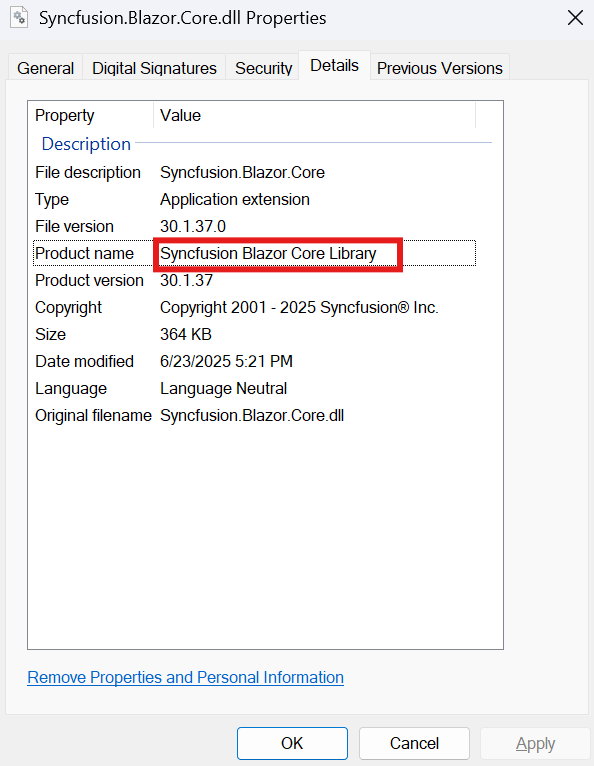 Syncfusion.Blazor.Core.dll Properties
General Digital Signatures Security Details Previous Versions
Property Value
Description
File description Syncfusion.Blazor.Core
Type Application extension
File version 30.1.37.0
Product name Syncfusion Blazor Core Library
Product version 30.1.37
Copyright Copyright 2001 - 2025 Syncfusion® Inc.
Size 364 KB
Date modified 6/23/2025 5:21 PM
Language Language Neutral
Original filename Syncfusion.Blazor.Core.dll
Remove Properties and Personal Information
OK Cancel Apply